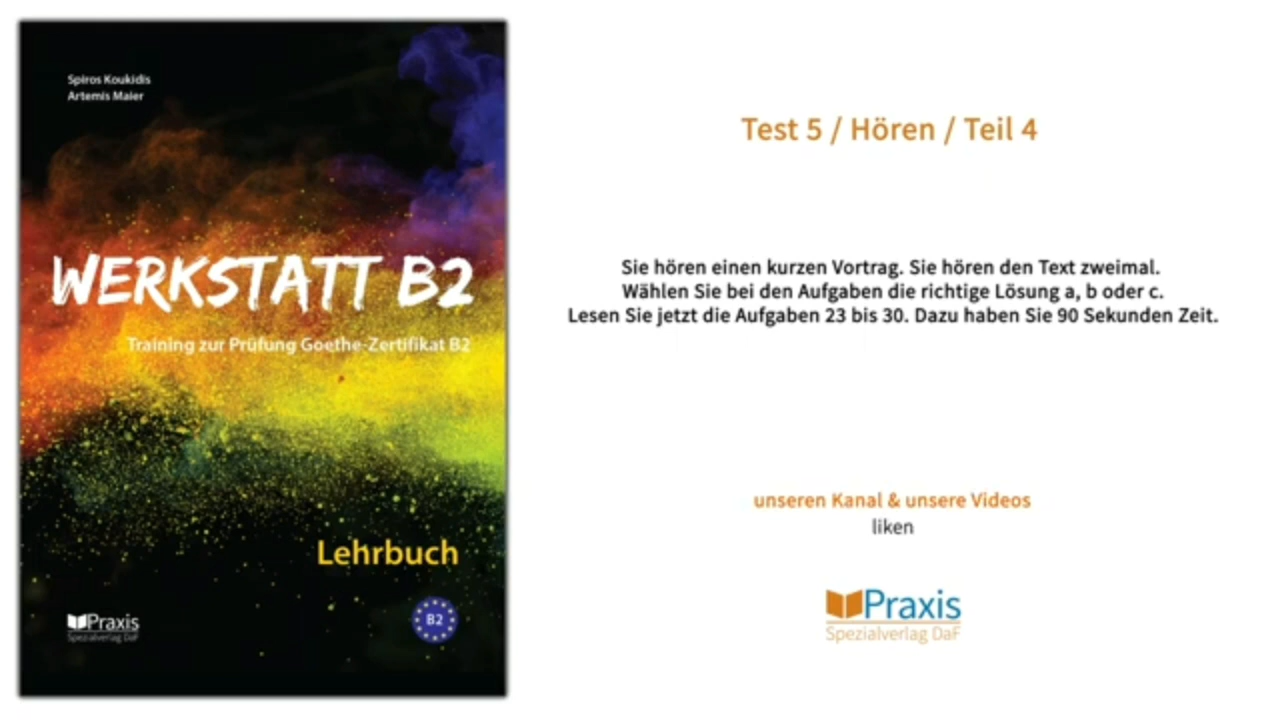 Spiros Koukidis
Artemis Maier
WERKSTATT B2
Training zur Prüfung Goethe-Zertifikat B2
Lehrbuch
Praxis
Spezialverlag DaF
B2
Test 5 / Hören / Teil 4
Sie hören einen kurzen Vortrag. Sie hören den Text zweimal.
Wählen Sie bei den Aufgaben die richtige Lösung a, b oder c.
Lesen Sie jetzt die Aufgaben 23 bis 30. Dazu haben Sie 90 Sekunden Zeit.
unseren Kanal & unsere Videos
liken
Praxis
Spezialverlag DaF